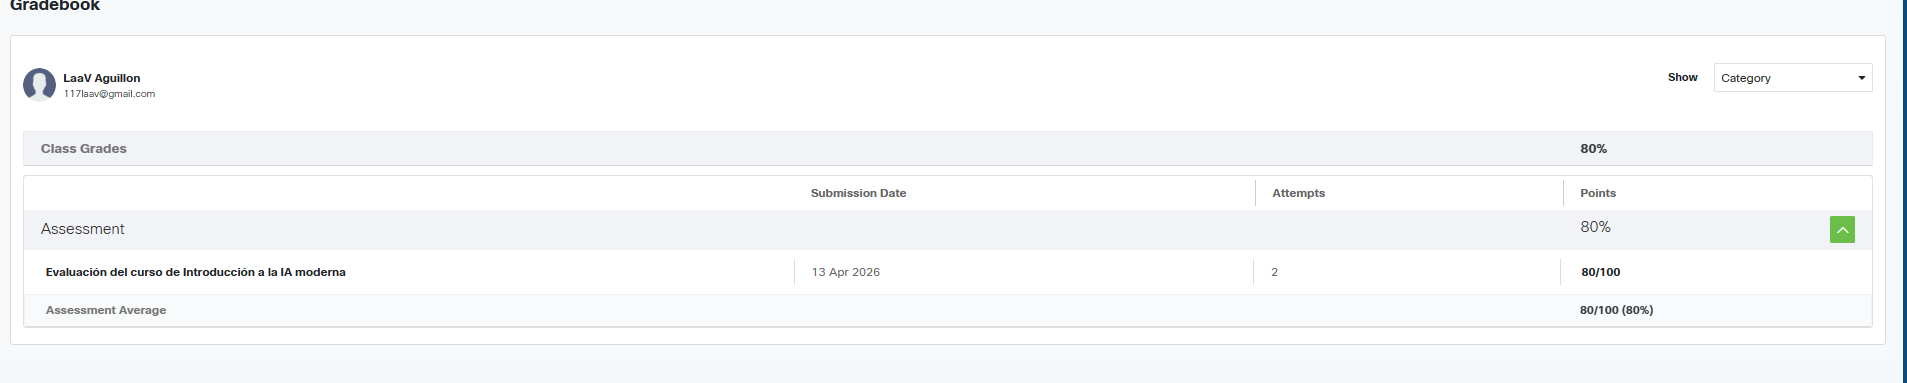 Gradebook
LaaV Aguillon
117laav@gmail.com
Show Category
Class Grades 80%
Submission Date Attempts Points
Assessment 80%
Evaluación del curso de Introducción a la IA moderna 13 Apr 2026 2 80/100
Assessment Average 80/100 (80%)